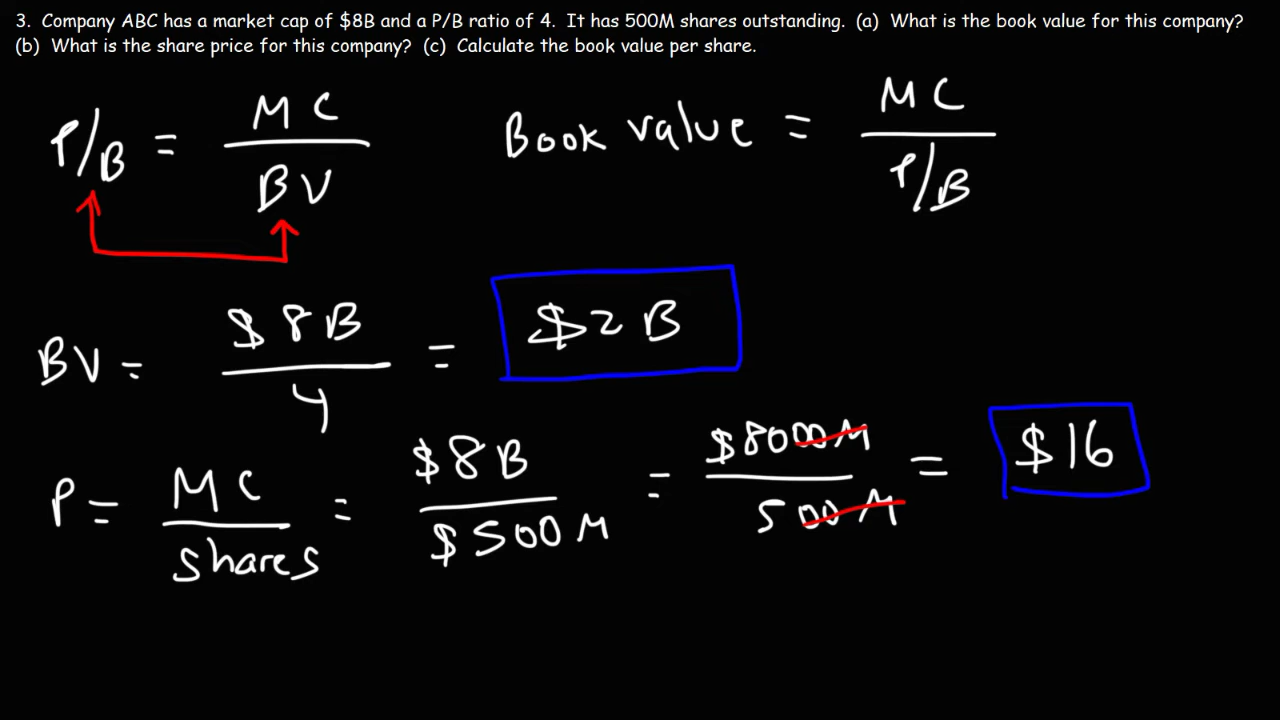 3. Company ABC has a market cap of $8B and a P/B ratio of 4. It has 500M shares outstanding. (a) What is the book value for this company?
(b) What is the share price for this company? (c) Calculate the book value per share.
P/B = MC / BV
Book value = MC / P/B
BV = $8B / 4 = $2B
P = MC / shares = $8B / $500M = $8000M / 500M = $16